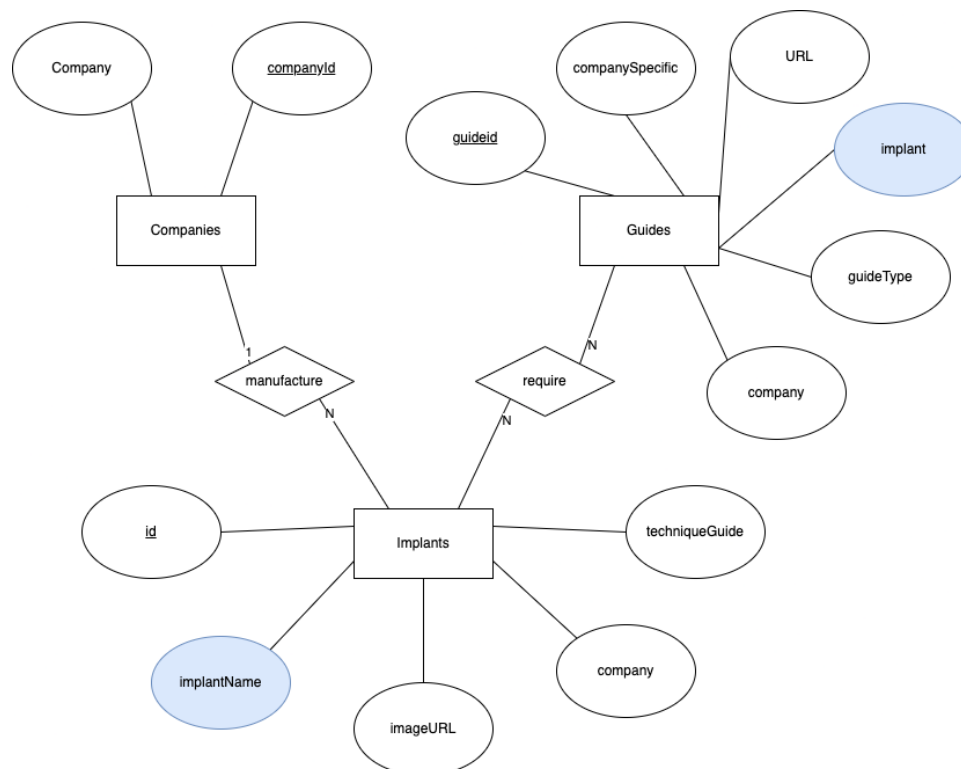 Company
companyId
companySpecific
URL
guideid
implant
Companies
Guides
guideType
1
N
manufacture
require
company
N
N
id
Implants
techniqueGuide
implantName
company
imageURL